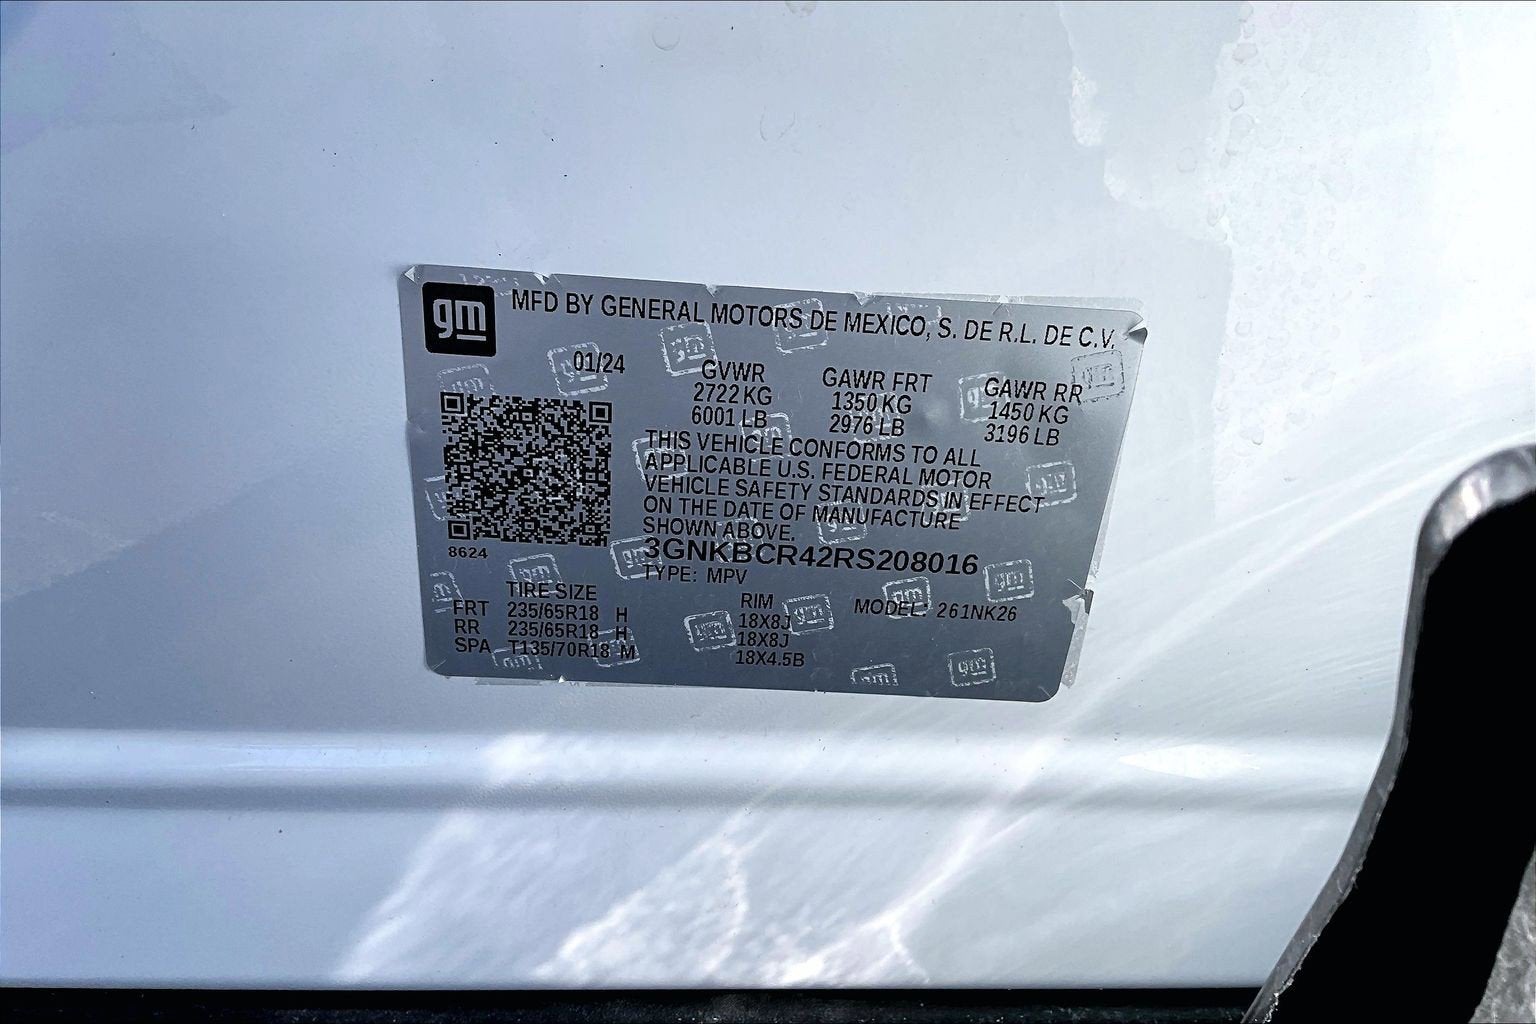 gm MFD BY GENERAL MOTORS DE MEXICO, S. DE R.L. DE C.V.
01/24
GVWR
2722 KG
6001 LB
GAWR FRT
1350 KG
2976 LB
GAWR RR
1450 KG
3196 LB
THIS VEHICLE CONFORMS TO ALL
APPLICABLE U.S. FEDERAL MOTOR
VEHICLE SAFETY STANDARDS IN EFFECT
ON THE DATE OF MANUFACTURE
SHOWN ABOVE.
8624
3GNKBCR42RS208016
TYPE: MPV
TIRE SIZE RIM MODEL: 261NK26
FRT 235/65R18 H 18X8J
RR 235/65R18 H 18X8J
SPA T135/70R18 M 18X4.5B